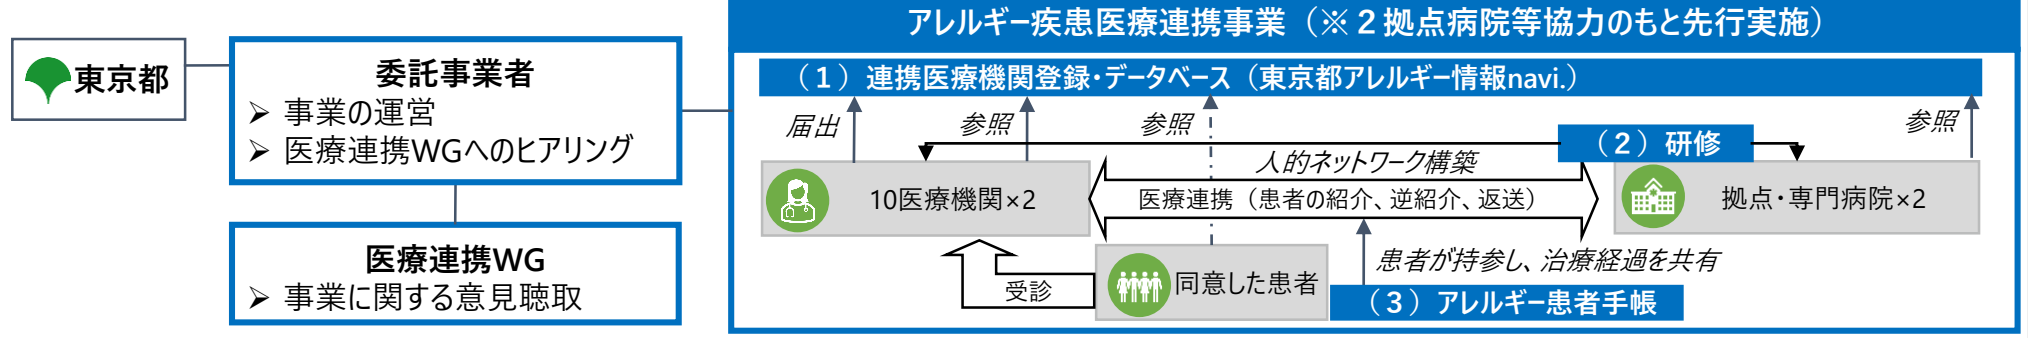 アレルギー疾患医療連携事業（※２拠点病院等協力のもと先行実施）
東京都
委託事業者
➢ 事業の運営
➢ 医療連携WGへのヒアリング
医療連携WG
➢ 事業に関する意見聴取
（１）連携医療機関登録・データベース（東京都アレルギー情報navi.）
届出
参照
参照
参照
（２）研修
人的ネットワーク構築
10医療機関×2
医療連携（患者の紹介、逆紹介、返送）
拠点・専門病院×2
患者が持参し、治療経過を共有
受診
同意した患者
（３）アレルギー患者手帳